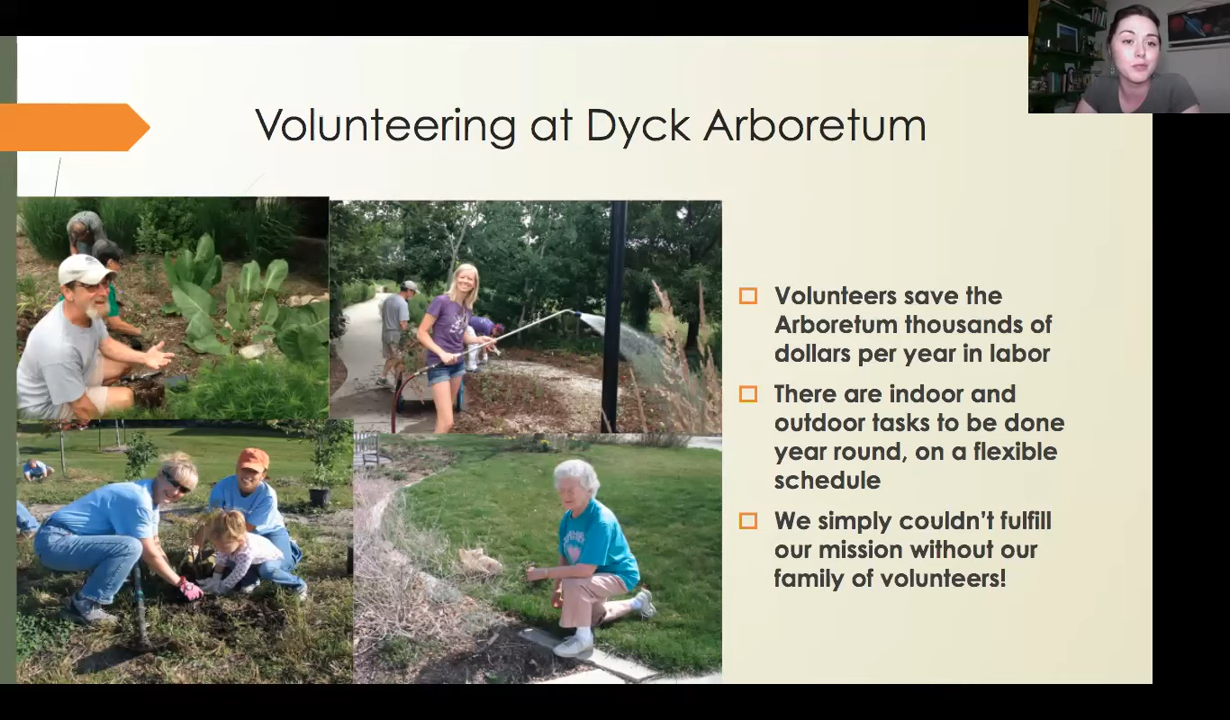 Volunteering at Dyck Arboretum
Volunteers save the
Arboretum thousands of
dollars per year in labor
There are indoor and
outdoor tasks to be done
year round, on a flexible
schedule
We simply couldn't fulfill
our mission without our
family of volunteers!